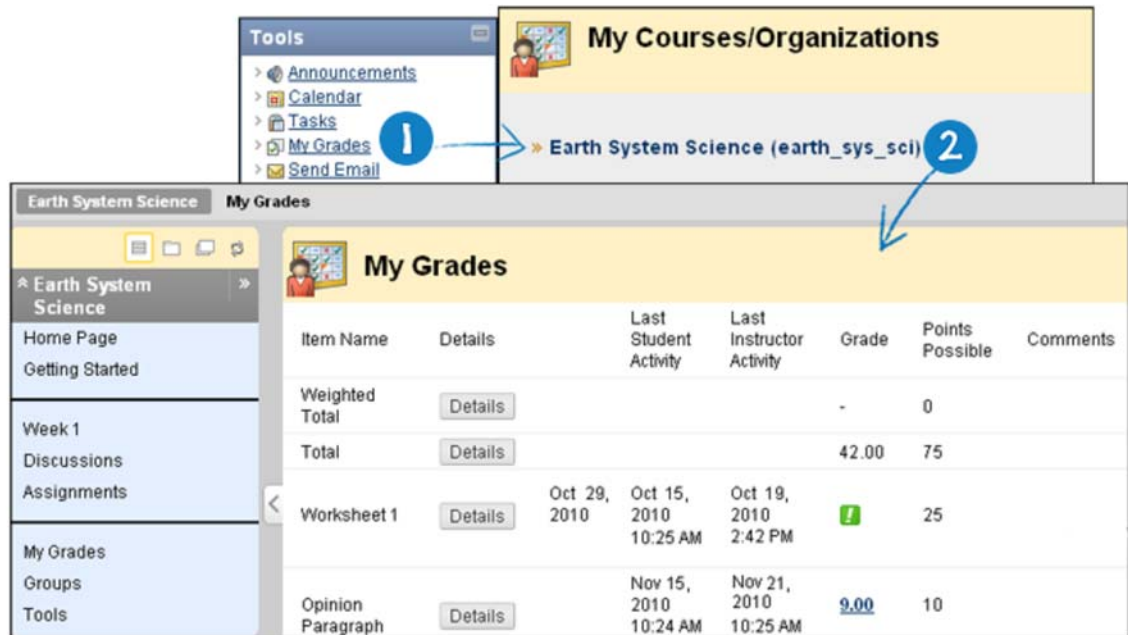 Tools
Announcements
Calendar
Tasks
My Grades
Send Email
1
My Courses/Organizations
» Earth System Science (earth_sys_sci)
2
Earth System Science My Grades
Earth System
Science
Home Page
Getting Started
Week 1
Discussions
Assignments
My Grades
Groups
Tools
My Grades
Item Name Details Last Student Activity Last Instructor Activity Grade Points Possible Comments
Weighted Total Details - 0
Total Details 42.00 75
Worksheet 1 Details Oct 29, 2010 Oct 15, 2010 10:25 AM Oct 19, 2010 2:42 PM ! 25
Opinion Paragraph Details Nov 15, 2010 10:24 AM Nov 21, 2010 10:25 AM 9.00 10